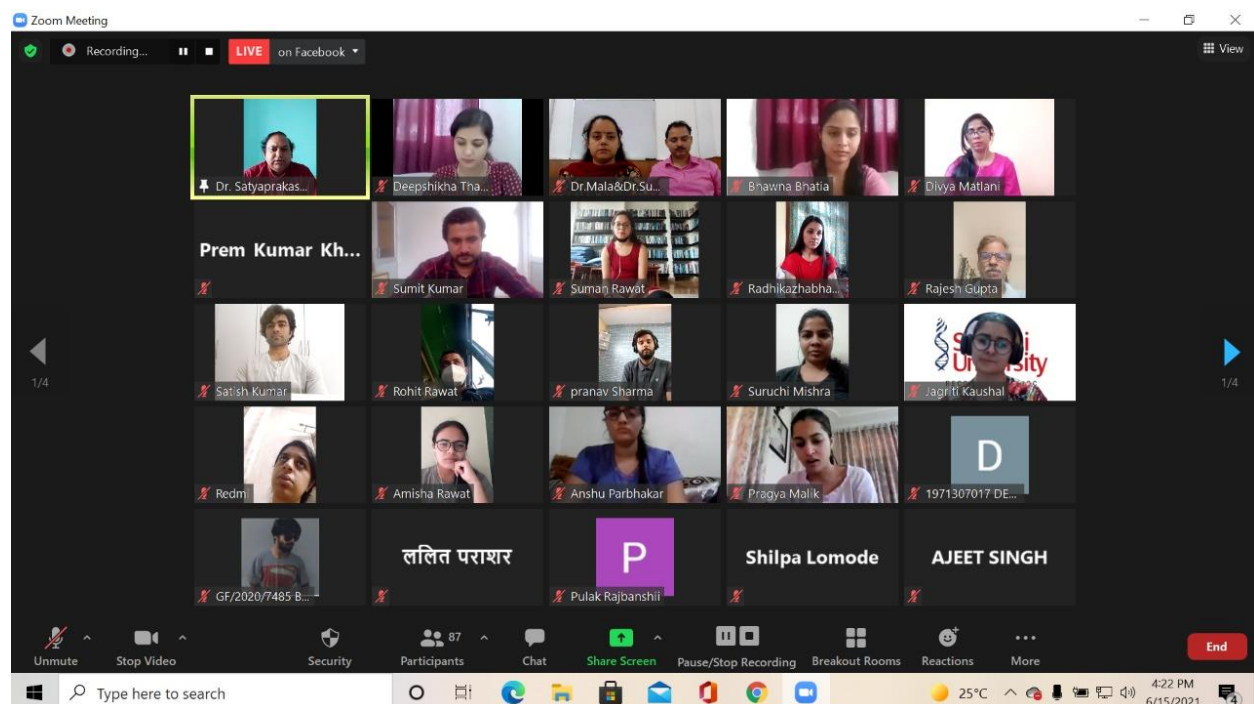 Zoom Meeting
Recording...
LIVE on Facebook
View
Dr. Satyaprakas...
Deepshikha Tha...
Dr.Mala&Dr.Su...
Bhawna Bhatia
Divya Matlani
Prem Kumar Kh...
Sumit Kumar
Suman Rawat
Radhikazhabha...
Rajesh Gupta
Satish Kumar
Rohit Rawat
pranav Sharma
Suruchi Mishra
Jagriti Kaushal
1/4
1/4
Redmi
Amisha Rawat
Anshu Parbhakar
Pragya Malik
D
1971307017 DE...
GF/2020/7485 B...
ललित पराशर
P
Pulak Rajbanshii
Shilpa Lomode
AJEET SINGH
Unmute
Stop Video
Security
87
Participants
Chat
Share Screen
Pause/Stop Recording
Breakout Rooms
Reactions
More
End
Type here to search
25°C
4:22 PM
6/15/2021
4